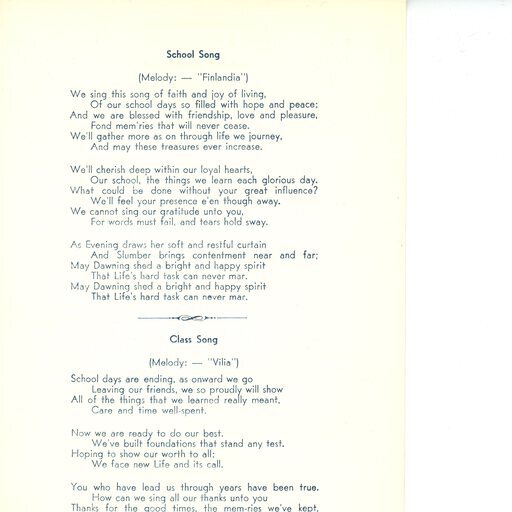 School Song
(Melody: — "Finlandia")
We sing this song of faith and joy of living,
Of our school days so filled with hope and peace;
And we are blessed with friendship, love and pleasure,
Fond mem'ries that will never cease.
We'll gather more as on through life we journey,
And may these treasures ever increase.
We'll cherish deep within our loyal hearts,
Our school, the things we learn each glorious day.
What could be done without your great influence?
We'll feel your presence e'en though away.
We cannot sing our gratitude unto you,
For words must fail, and tears hold sway.
As Evening draws her soft and restful curtain
And Slumber brings contentment near and far;
May Dawning shed a bright and happy spirit
That Life's hard task can never mar.
May Dawning shed a bright and happy spirit
That Life's hard task can never mar.
Class Song
(Melody: — "Vilia")
School days are ending, as onward we go
Leaving our friends, we so proudly will show
All of the things that we learned really meant,
Care and time well-spent.
Now we are ready to do our best.
We've built foundations that stand any test.
Hoping to show our worth to all;
We face new Life and its call.
You who have lead us through years have been true.
How can we sing all our thanks unto you
Thanks for the good times, the mem-ries we've kept,